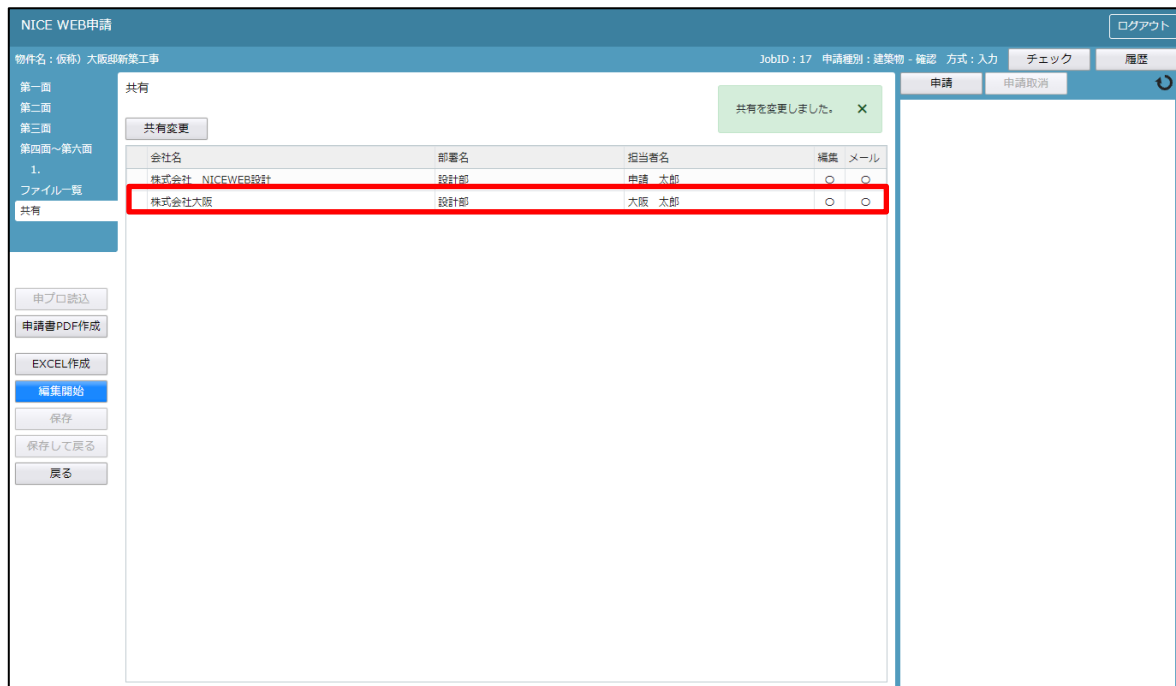 NICE WEB申請
ログアウト
物件名：仮称）大阪邸新築工事
JobID：17 申請種別：建築物 - 確認 方式：入力
チェック
履歴
第一面
第二面
第三面
第四面～第六面
1.
ファイル一覧
共有
申プロ読込
申請書PDF作成
EXCEL作成
編集開始
保存
保存して戻る
戻る
共有
共有を変更しました。 ×
共有変更
会社名 部署名 担当者名 編集 メール
株式会社 NICEWEB設計 設計部 申請 太郎 ○ ○
株式会社大阪 設計部 大阪 太郎 ○ ○
申請
申請取消